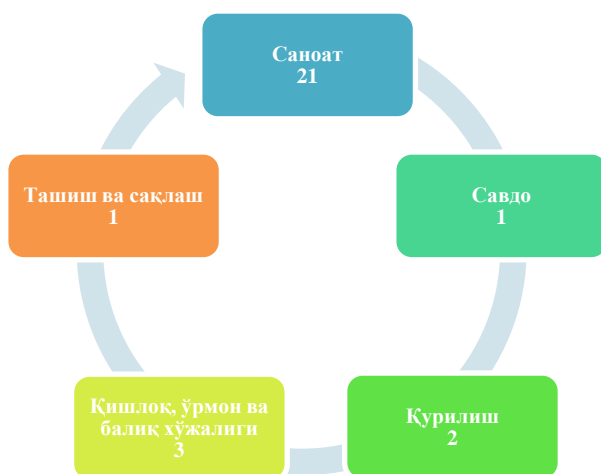 Саноат
21
Савдо
1
Қурилиш
2
Қишлоқ, ўрмон ва
балиқ хўжалиги
3
Ташиш ва сақлаш
1